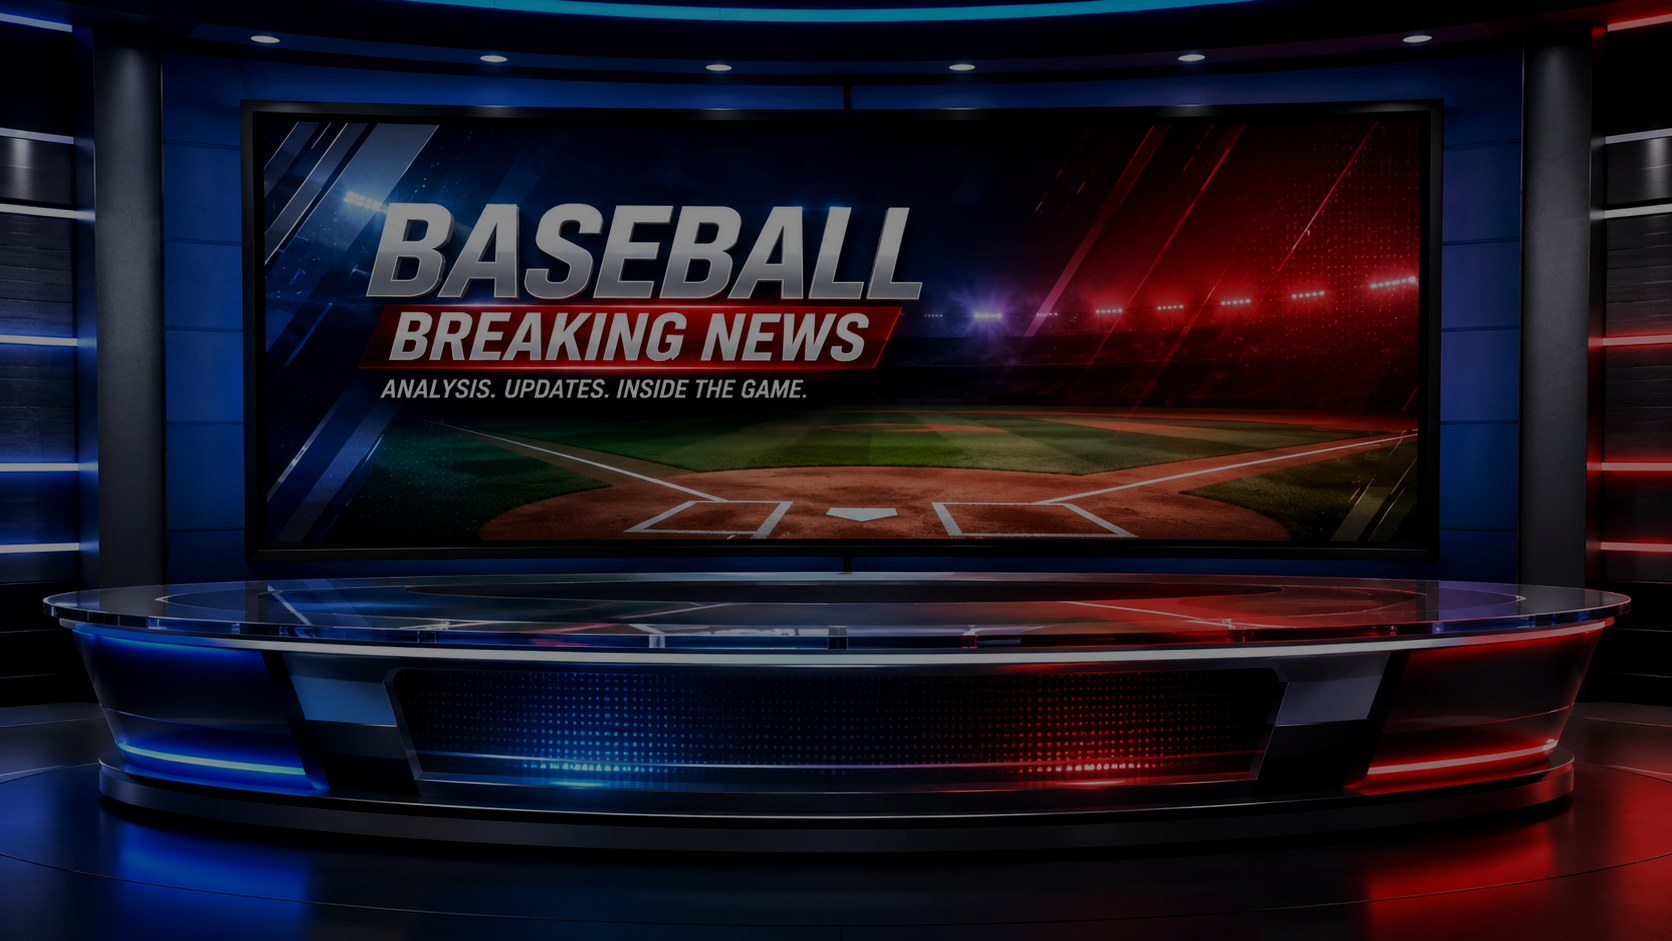 BASEBALL
BREAKING NEWS
ANALYSIS. UPDATES. INSIDE THE GAME.